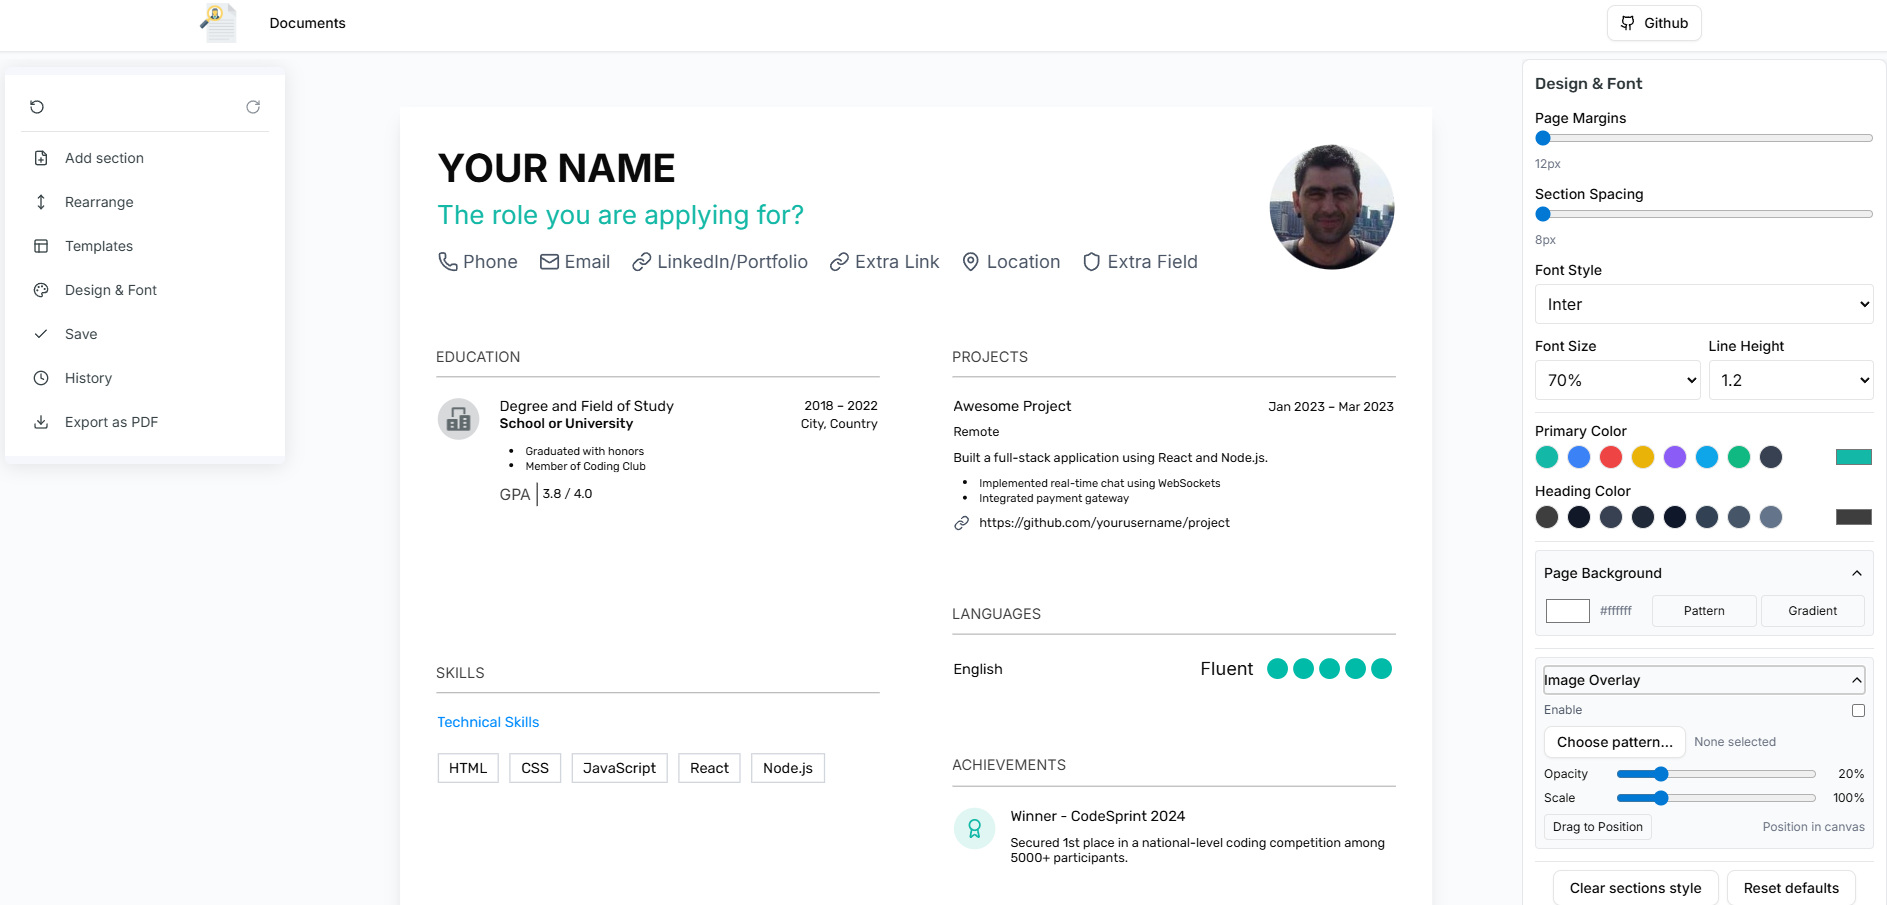 Documents
Github
Add section
Rearrange
Templates
Design & Font
Save
History
Export as PDF
YOUR NAME
The role you are applying for?
Phone Email LinkedIn/Portfolio Extra Link Location Extra Field
EDUCATION
Degree and Field of Study 2018 – 2022
School or University City, Country
• Graduated with honors
• Member of Coding Club
GPA 3.8 / 4.0
SKILLS
Technical Skills
HTML CSS JavaScript React Node.js
PROJECTS
Awesome Project Jan 2023 – Mar 2023
Remote
Built a full-stack application using React and Node.js.
• Implemented real-time chat using WebSockets
• Integrated payment gateway
https://github.com/yourusername/project
LANGUAGES
English Fluent
ACHIEVEMENTS
Winner - CodeSprint 2024
Secured 1st place in a national-level coding competition among
5000+ participants.
Design & Font
Page Margins
12px
Section Spacing
8px
Font Style
Inter
Font Size Line Height
70% 1.2
Primary Color
Heading Color
Page Background
#ffffff Pattern Gradient
Image Overlay
Enable
Choose pattern... None selected
Opacity 20%
Scale 100%
Drag to Position Position in canvas
Clear sections style Reset defaults